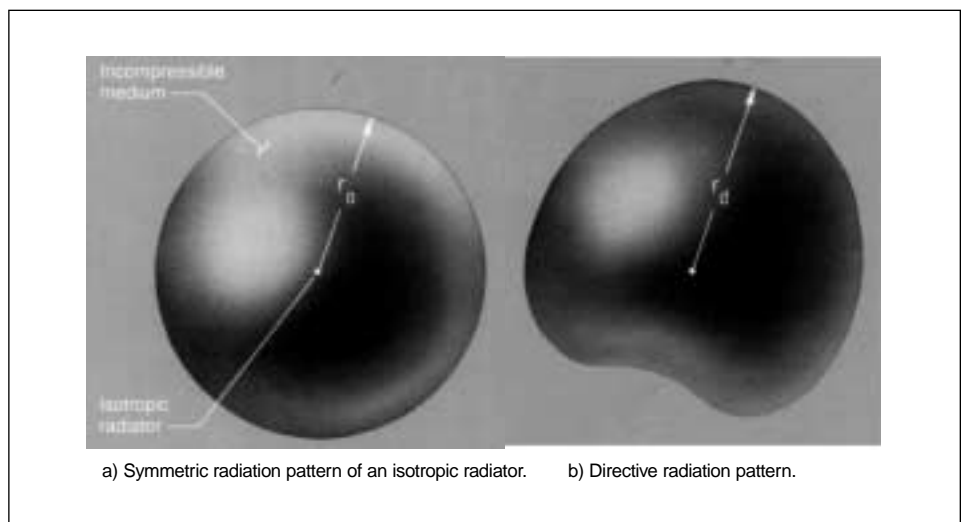 Incompressible
medium
r
d
Isotropic
radiator
a) Symmetric radiation pattern of an isotropic radiator.
b) Directive radiation pattern.